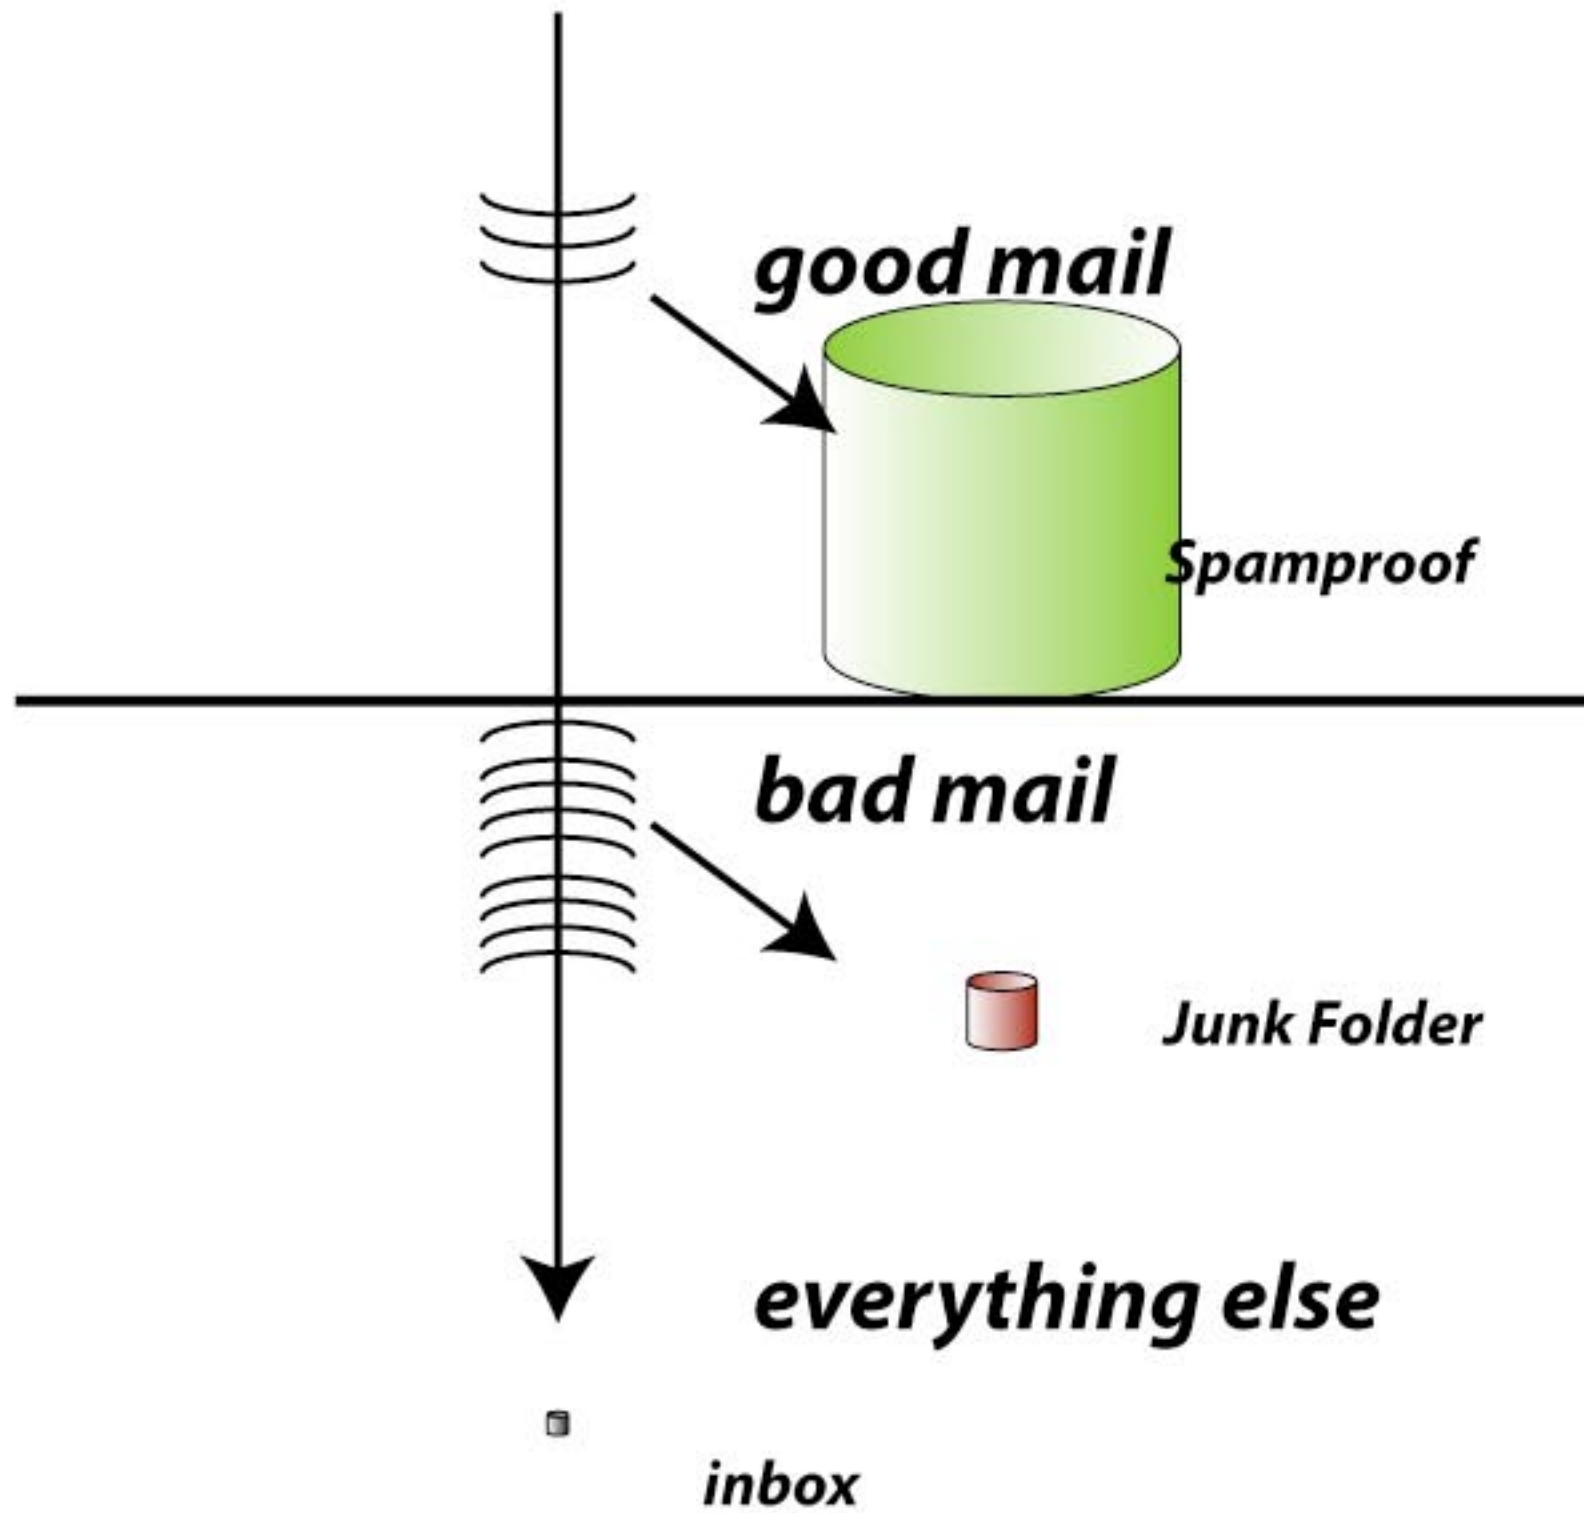 good mail
Spamproof
bad mail
Junk Folder
everything else
inbox